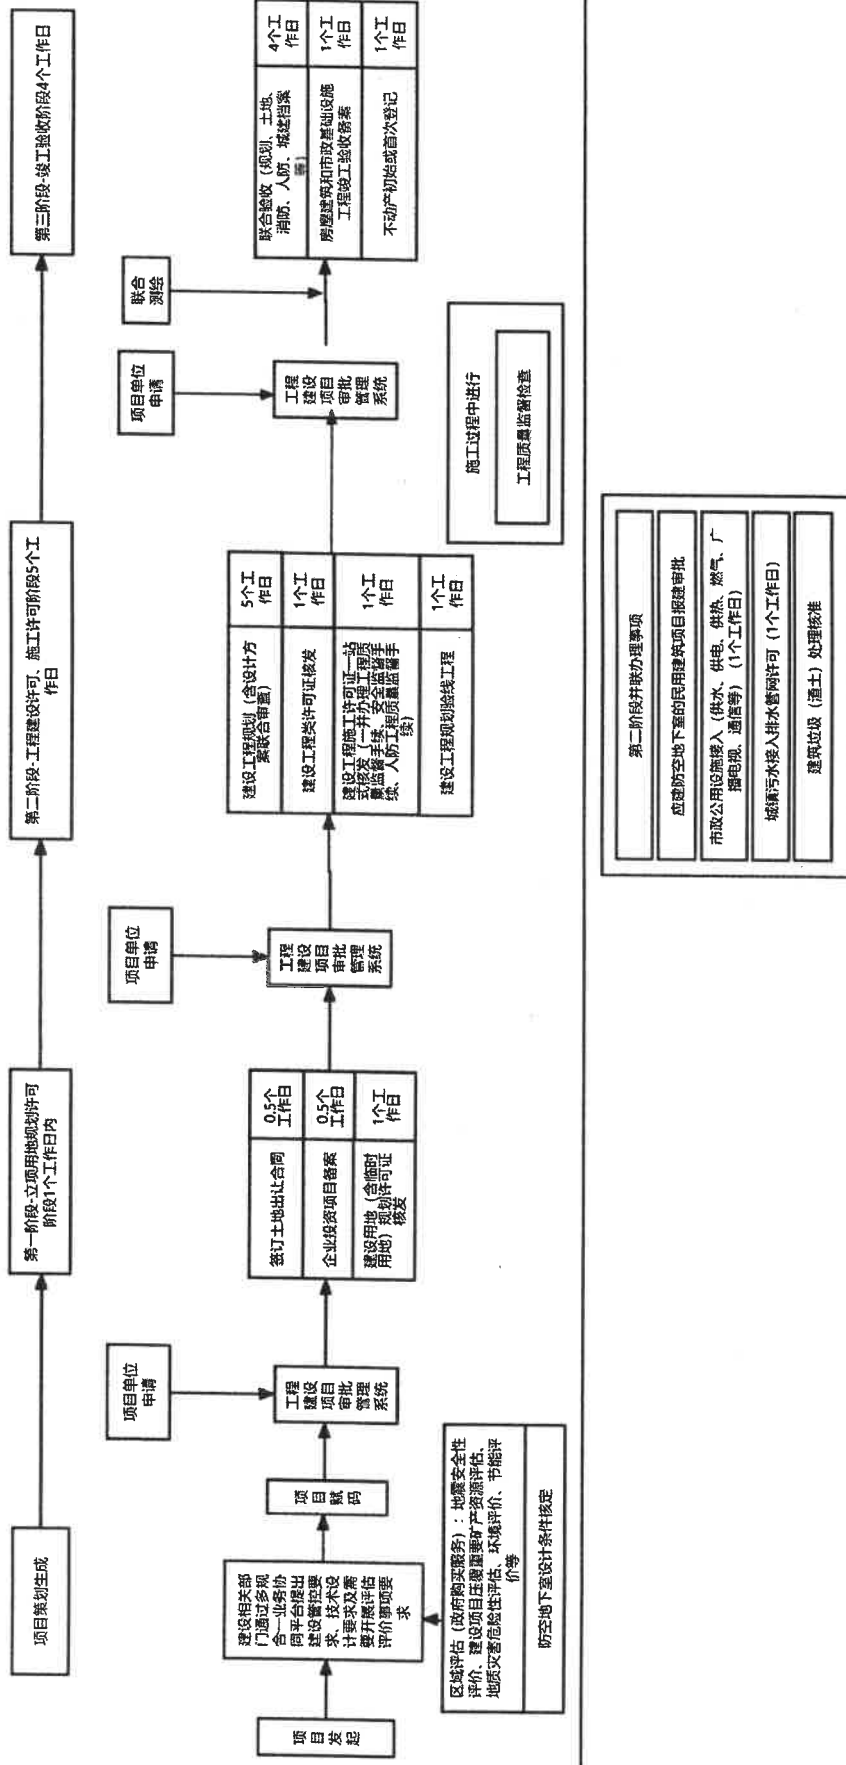 项目策划生成
第一阶段-立项用地规划许可
阶段1个工作日内
第二阶段-工程建设许可、施工许可阶段5个工
作日
第三阶段-竣工验收阶段4个工作日
项目单位
申请
项目单位
申请
项目单位
申请
联合
测绘
项目发起
建设相关部
门通过多规
合一业务协
同平台提出
建设管控要
求、技术设
计要求及需
要开展评估
评价事项要
求
项目赋码
工程
建设
项目
审批
管理
系统
签订土地出让合同
0.5个
工作日
企业投资项目备案
0.5个
工作日
建设用地（含临时
用地）规划许可证
核发
1个工
作日
工程
建设
项目
审批
管理
系统
建设工程规划（含设计方
案联合审查）
5个工
作日
建设工程类许可证核发
1个工
作日
建设工程施工许可证一站
式核发（一并办理工程质
量监督手续、安全监督手
续、人防工程质量监督手
续）
1个工
作日
建设工程规划验线工程
1个工
作日
工程
建设
项目
审批
管理
系统
联合验收（规划、土地、
消防、人防、城建档案
等）
4个工
作日
房屋建筑和市政基础设施
工程竣工验收备案
1个工
作日
不动产初始或首次登记
1个工
作日
区域评估（政府购买服务）：地震安全性
评价、建设项目压覆重要矿产资源评估、
地质灾害危险性评估、环境评价、节能评
价等
防空地下室设计条件核定
施工过程中进行
工程质量监督检查
第二阶段并联办理事项
应建防空地下室的民用建筑项目报建审批
市政公用设施接入（供水、供电、供热、燃气、广
播电视、通信等）（1个工作日）
城镇污水接入排水管网许可（1个工作日）
建筑垃圾（渣土）处理核准